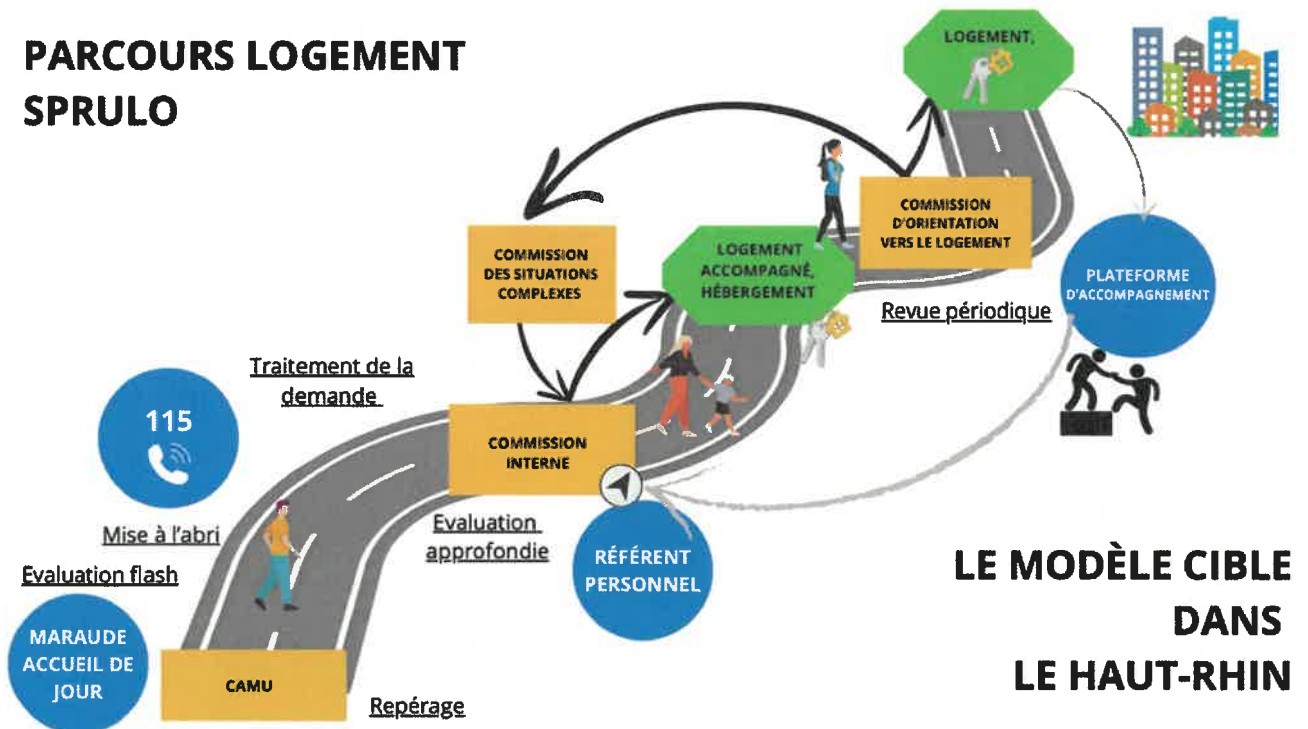 PARCOURS LOGEMENT
SPRULO
LOGEMENT,
COMMISSION
D'ORIENTATION
VERS LE LOGEMENT
COMMISSION
DES SITUATIONS
COMPLEXES
LOGEMENT
ACCOMPAGNÉ,
HÉBERGEMENT
PLATEFORME
D'ACCOMPAGNEMENT
Revue périodique
Traitement de la
demande
115
COMMISSION
INTERNE
Mise à l'abri
Evaluation
approfondie
RÉFÉRENT
PERSONNEL
Evaluation flash
MARAUDE
ACCUEIL DE
JOUR
CAMU
Repérage
LE MODÈLE CIBLE
DANS
LE HAUT-RHIN